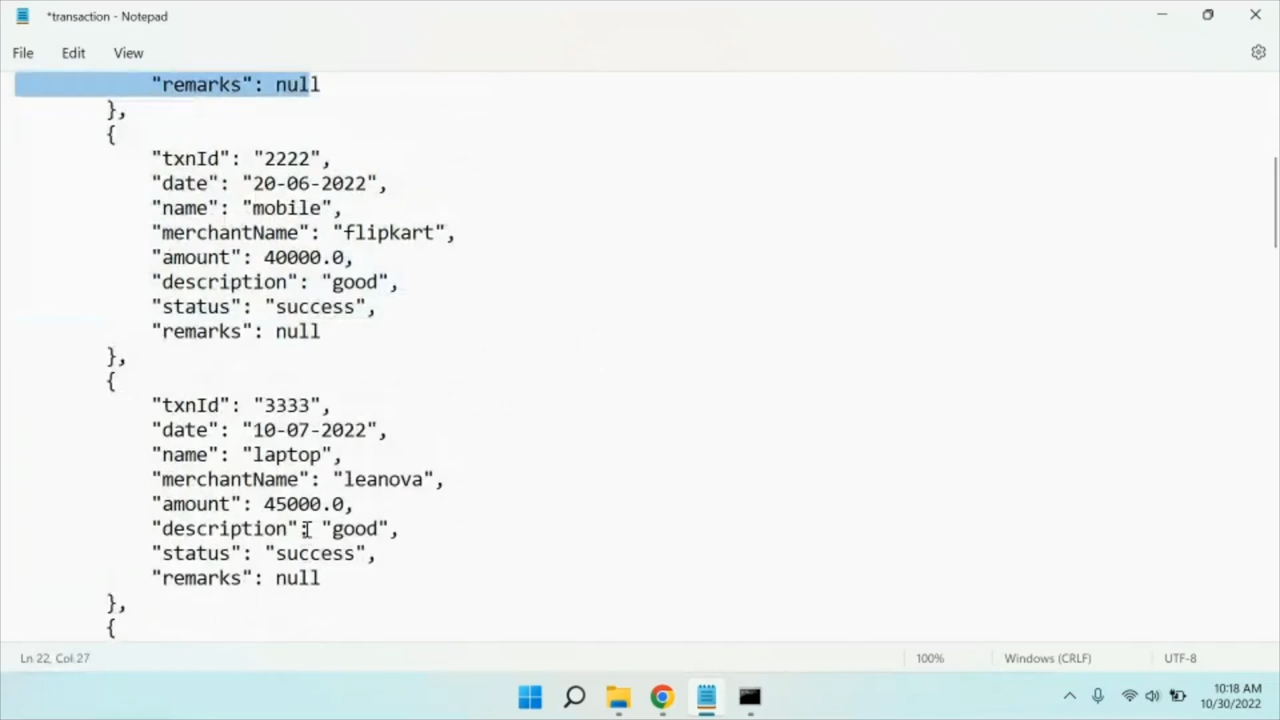 *transaction - Notepad
File Edit View
"remarks": null
},
{
"txnId": "2222",
"date": "20-06-2022",
"name": "mobile",
"merchantName": "flipkart",
"amount": 40000.0,
"description": "good",
"status": "success",
"remarks": null
},
{
"txnId": "3333",
"date": "10-07-2022",
"name": "laptop",
"merchantName": "leanova",
"amount": 45000.0,
"description": "good",
"status": "success",
"remarks": null
},
{
Ln 22, Col 27 100% Windows (CRLF) UTF-8
10:18 AM
10/30/2022